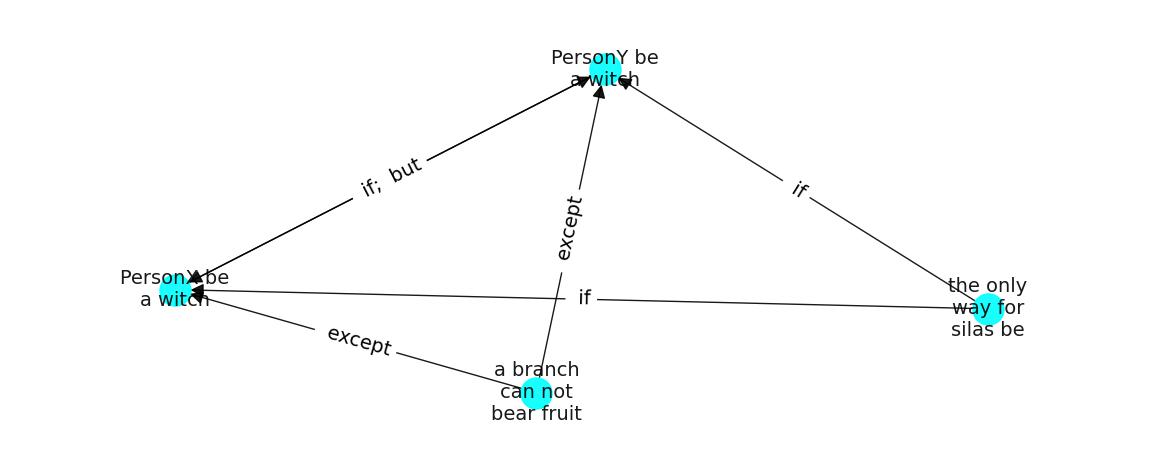 PersonY be
a witch
if; but
if
except
PersonX be
a witch
if
the only
way for
silas be
except
a branch
can not
bear fruit